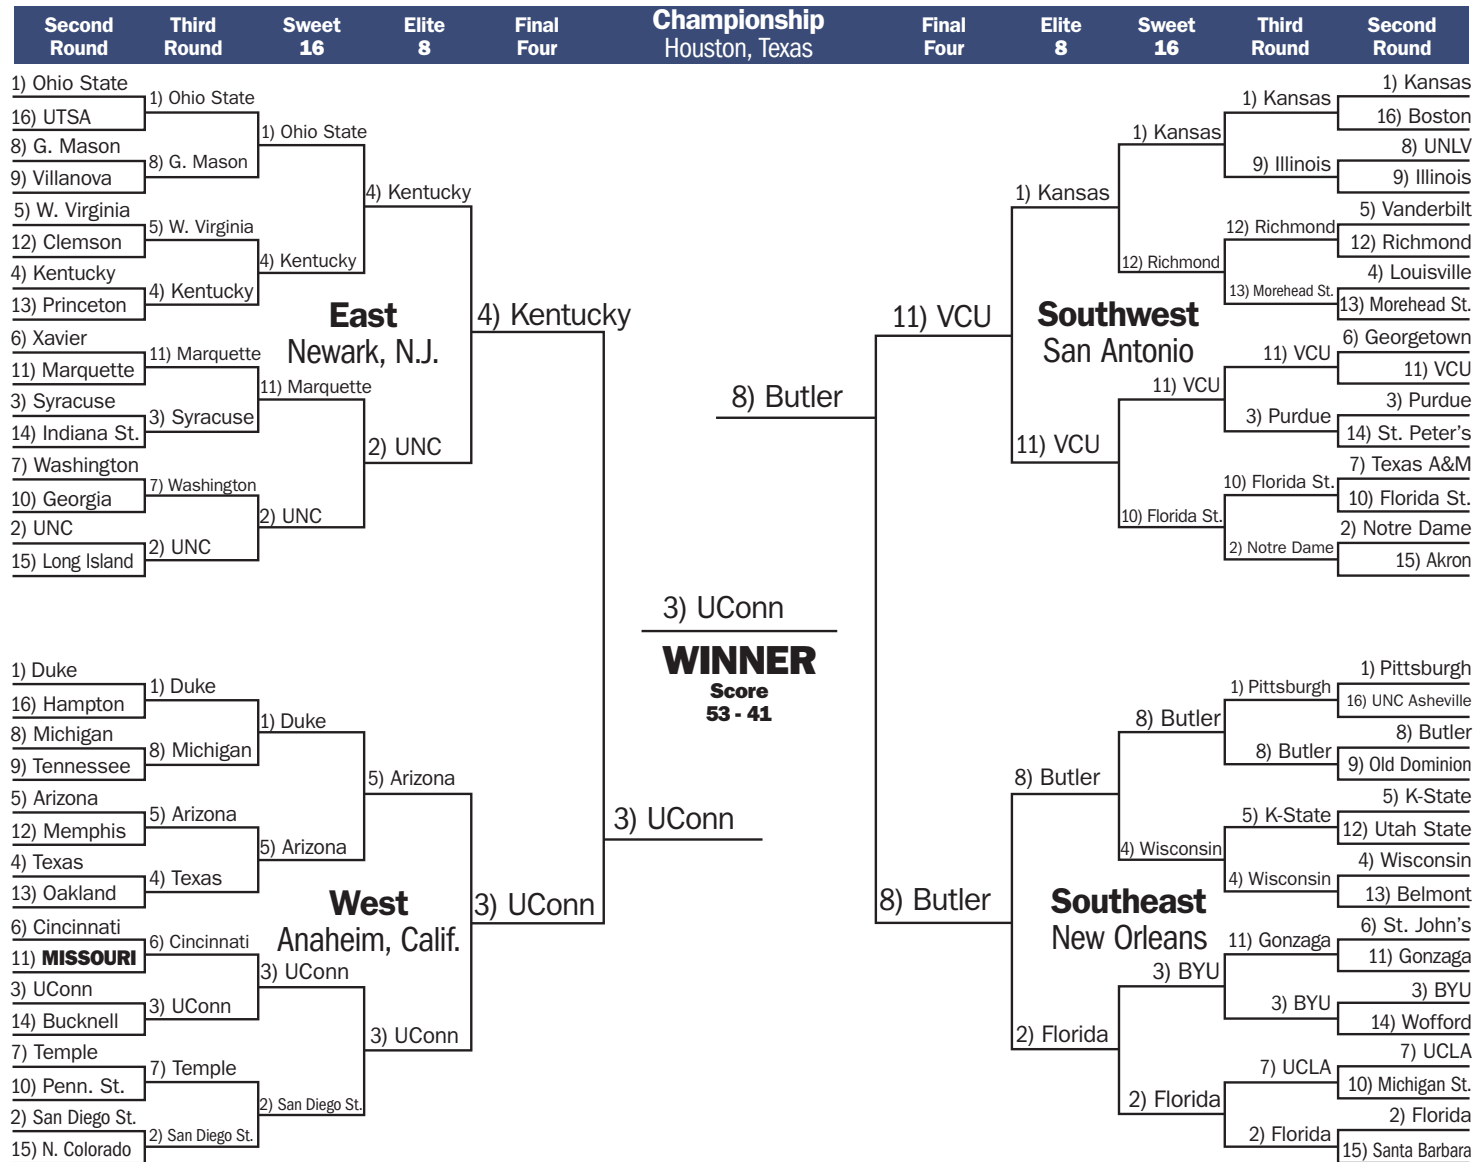 Second Round
Third Round
Sweet 16
Elite 8
Final Four
Championship
Houston, Texas
Final Four
Elite 8
Sweet 16
Third Round
Second Round
1) Ohio State
16) UTSA
8) G. Mason
9) Villanova
5) W. Virginia
12) Clemson
4) Kentucky
13) Princeton
6) Xavier
11) Marquette
3) Syracuse
14) Indiana St.
7) Washington
10) Georgia
2) UNC
15) Long Island
1) Ohio State
8) G. Mason
5) W. Virginia
4) Kentucky
11) Marquette
3) Syracuse
7) Washington
2) UNC
1) Ohio State
4) Kentucky
11) Marquette
2) UNC
4) Kentucky
2) UNC
East
Newark, N.J.
4) Kentucky
1) Duke
16) Hampton
8) Michigan
9) Tennessee
5) Arizona
12) Memphis
4) Texas
13) Oakland
6) Cincinnati
11) MISSOURI
3) UConn
14) Bucknell
7) Temple
10) Penn. St.
2) San Diego St.
15) N. Colorado
1) Duke
8) Michigan
5) Arizona
4) Texas
6) Cincinnati
3) UConn
7) Temple
2) San Diego St.
1) Duke
5) Arizona
3) UConn
2) San Diego St.
5) Arizona
3) UConn
West
Anaheim, Calif.
3) UConn
3) UConn
8) Butler
3) UConn
WINNER
Score
53 - 41
11) VCU
Southwest
San Antonio
1) Kansas
11) VCU
1) Kansas
12) Richmond
11) VCU
10) Florida St.
1) Kansas
9) Illinois
12) Richmond
13) Morehead St.
11) VCU
3) Purdue
10) Florida St.
2) Notre Dame
1) Kansas
16) Boston
8) UNLV
9) Illinois
5) Vanderbilt
12) Richmond
4) Louisville
13) Morehead St.
6) Georgetown
11) VCU
3) Purdue
14) St. Peter's
7) Texas A&M
10) Florida St.
2) Notre Dame
15) Akron
8) Butler
Southeast
New Orleans
8) Butler
2) Florida
8) Butler
4) Wisconsin
3) BYU
2) Florida
1) Pittsburgh
8) Butler
5) K-State
4) Wisconsin
11) Gonzaga
3) BYU
7) UCLA
2) Florida
1) Pittsburgh
16) UNC Asheville
8) Butler
9) Old Dominion
5) K-State
12) Utah State
4) Wisconsin
13) Belmont
6) St. John's
11) Gonzaga
3) BYU
14) Wofford
7) UCLA
10) Michigan St.
2) Florida
15) Santa Barbara